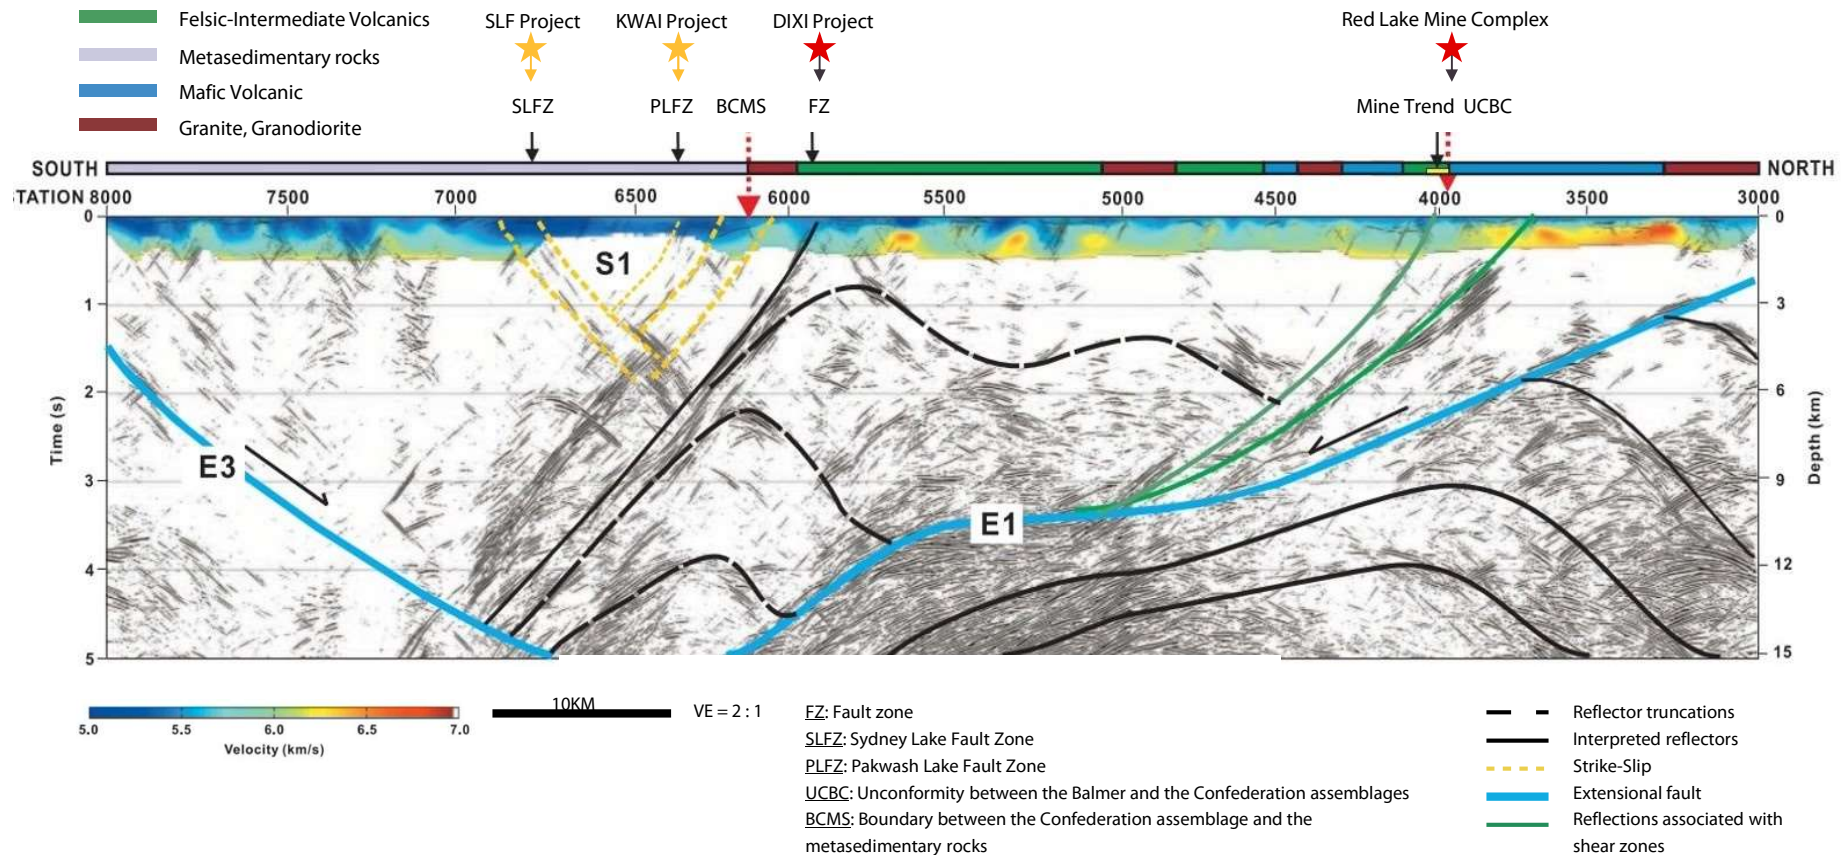 Felsic-Intermediate Volcanics
Metasedimentary rocks
Mafic Volcanic
Granite, Granodiorite
SLF Project KWAI Project DIXI Project Red Lake Mine Complex
SLFZ PLFZ BCMS FZ Mine Trend UCBC
SOUTH NORTH
TATION 8000 7500 7000 6500 6000 5500 5000 4500 4000 3500 3000
0 0
S1
1 3
2 6
E3
3 9
E1
4 12
5 15
Time (s)
Depth (km)
5.0 5.5 6.0 6.5 7.0
Velocity (km/s)
10KM
VE = 2 : 1
FZ: Fault zone
SLFZ: Sydney Lake Fault Zone
PLFZ: Pakwash Lake Fault Zone
UCBC: Unconformity between the Balmer and the Confederation assemblages
BCMS: Boundary between the Confederation assemblage and the
metasedimentary rocks
Reflector truncations
Interpreted reflectors
Strike-Slip
Extensional fault
Reflections associated with
shear zones